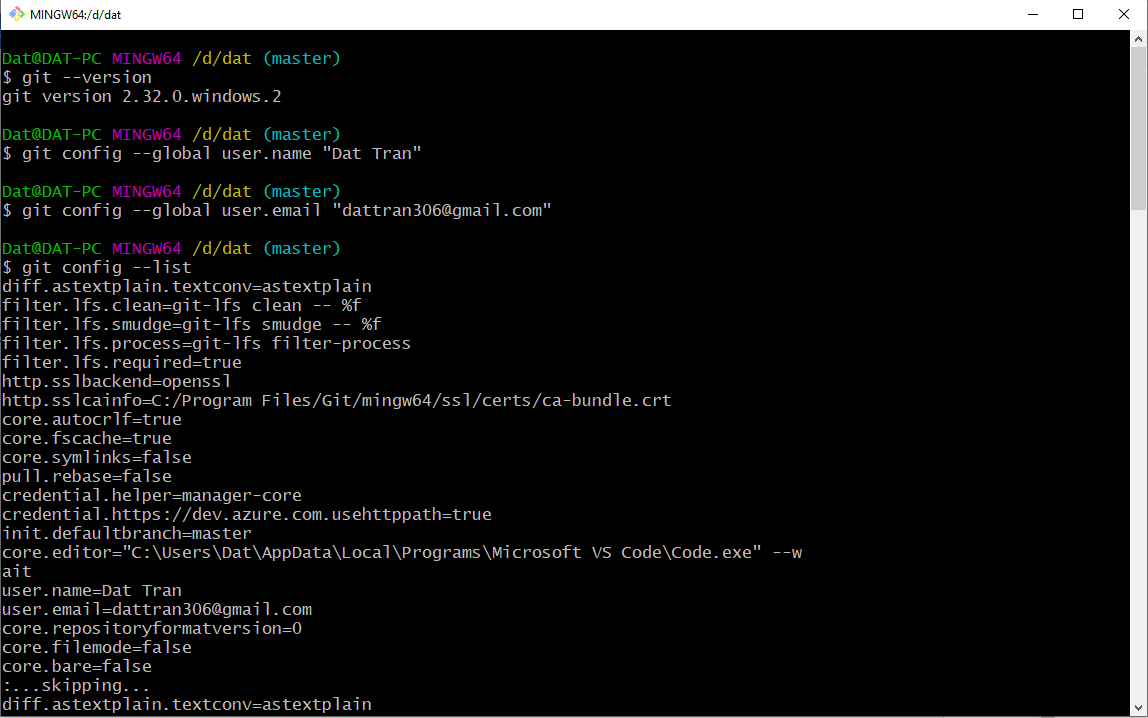 MINGW64:/d/dat
Dat@DAT-PC MINGW64 /d/dat (master)
$ git --version
git version 2.32.0.windows.2
Dat@DAT-PC MINGW64 /d/dat (master)
$ git config --global user.name "Dat Tran"
Dat@DAT-PC MINGW64 /d/dat (master)
$ git config --global user.email "dattran306@gmail.com"
Dat@DAT-PC MINGW64 /d/dat (master)
$ git config --list
diff.astextplain.textconv=astextplain
filter.lfs.clean=git-lfs clean -- %f
filter.lfs.smudge=git-lfs smudge -- %f
filter.lfs.process=git-lfs filter-process
filter.lfs.required=true
http.sslbackend=openssl
http.sslcainfo=C:/Program Files/Git/mingw64/ssl/certs/ca-bundle.crt
core.autocrlf=true
core.fscache=true
core.symlinks=false
pull.rebase=false
credential.helper=manager-core
credential.https://dev.azure.com.usehttppath=true
init.defaultbranch=master
core.editor="C:\Users\Dat\AppData\Local\Programs\Microsoft VS Code\Code.exe" --w
ait
user.name=Dat Tran
user.email=dattran306@gmail.com
core.repositoryformatversion=0
core.filemode=false
core.bare=false
:...skipping...
diff.astextplain.textconv=astextplain